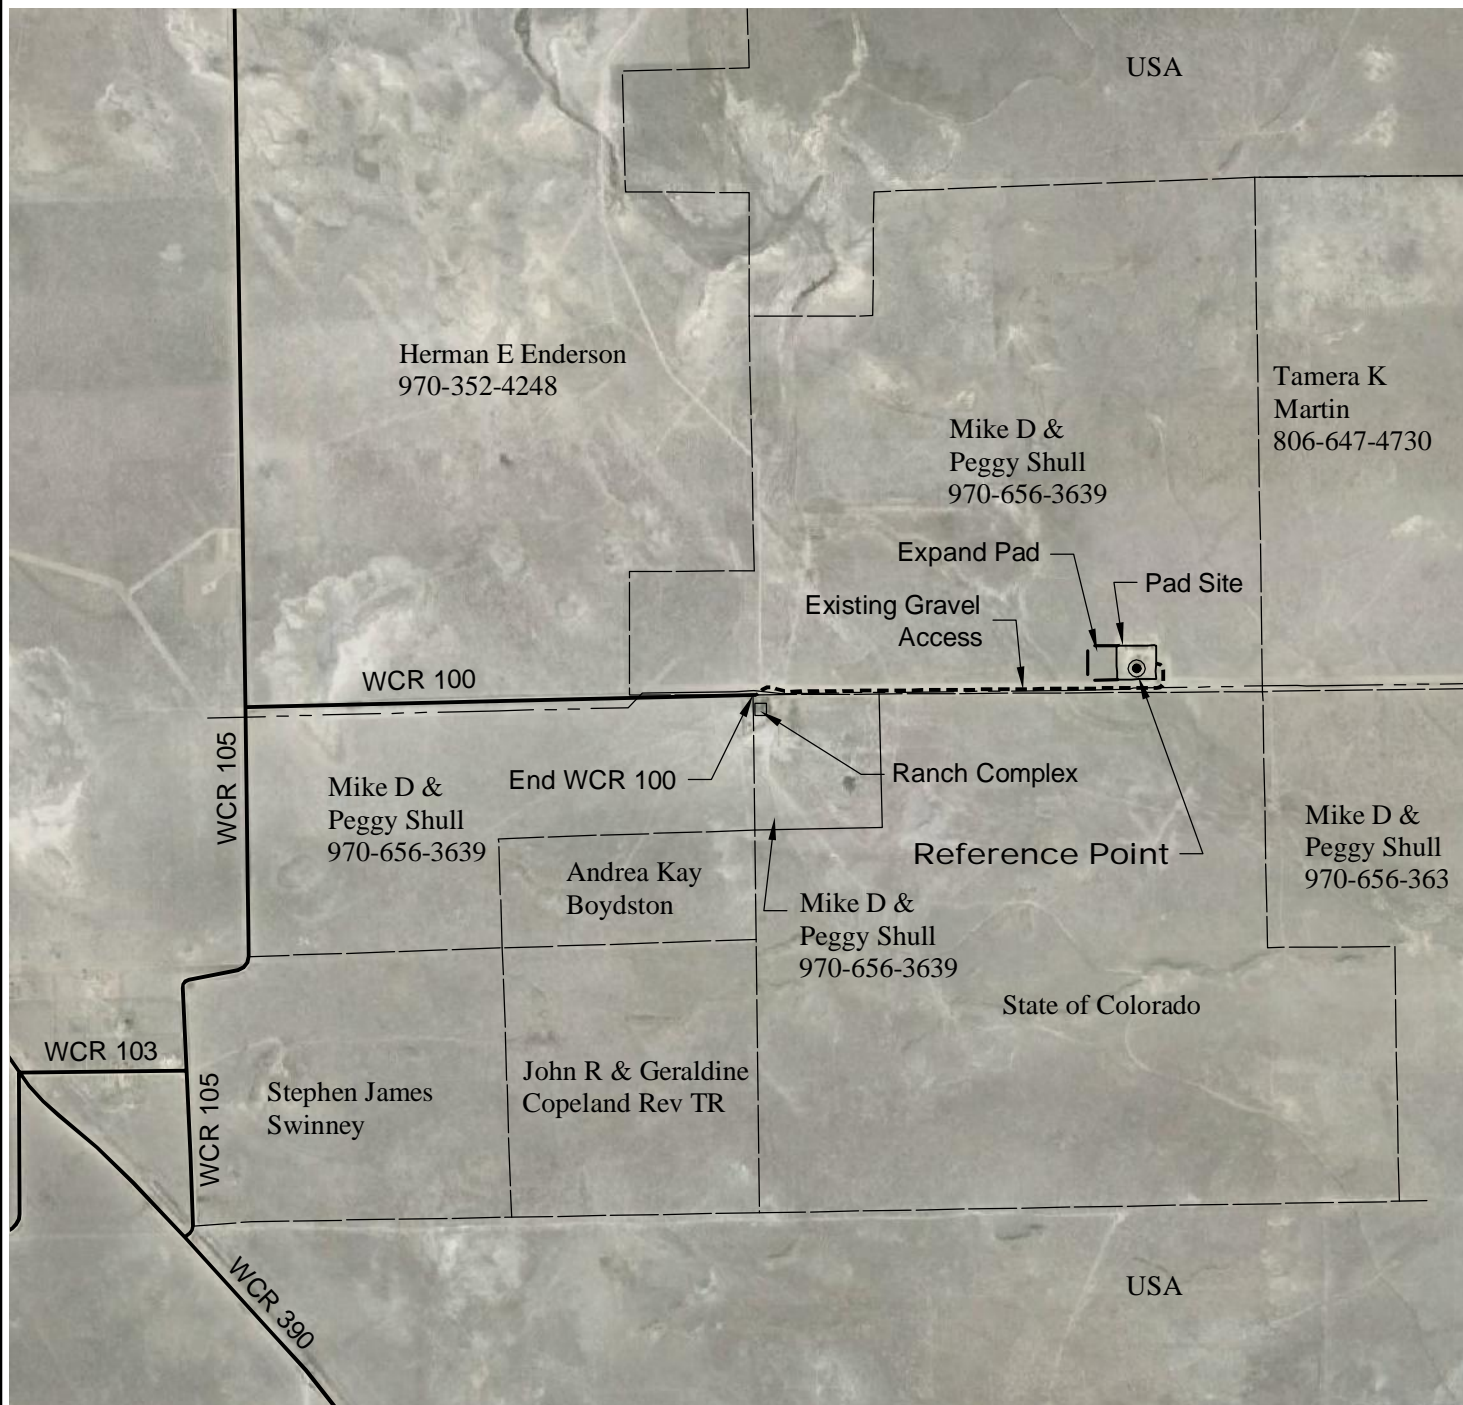 USA
Herman E Enderson
970-352-4248
Tamera K
Martin
806-647-4730
Mike D &
Peggy Shull
970-656-3639
Expand Pad
Pad Site
Existing Gravel
Access
WCR 100
WCR 105
End WCR 100
Ranch Complex
Mike D &
Peggy Shull
970-656-3639
Reference Point
Mike D &
Peggy Shull
970-656-363
Andrea Kay
Boydston
Mike D &
Peggy Shull
970-656-3639
State of Colorado
WCR 103
WCR 105
Stephen James
Swinney
John R & Geraldine
Copeland Rev TR
WCR 390
USA